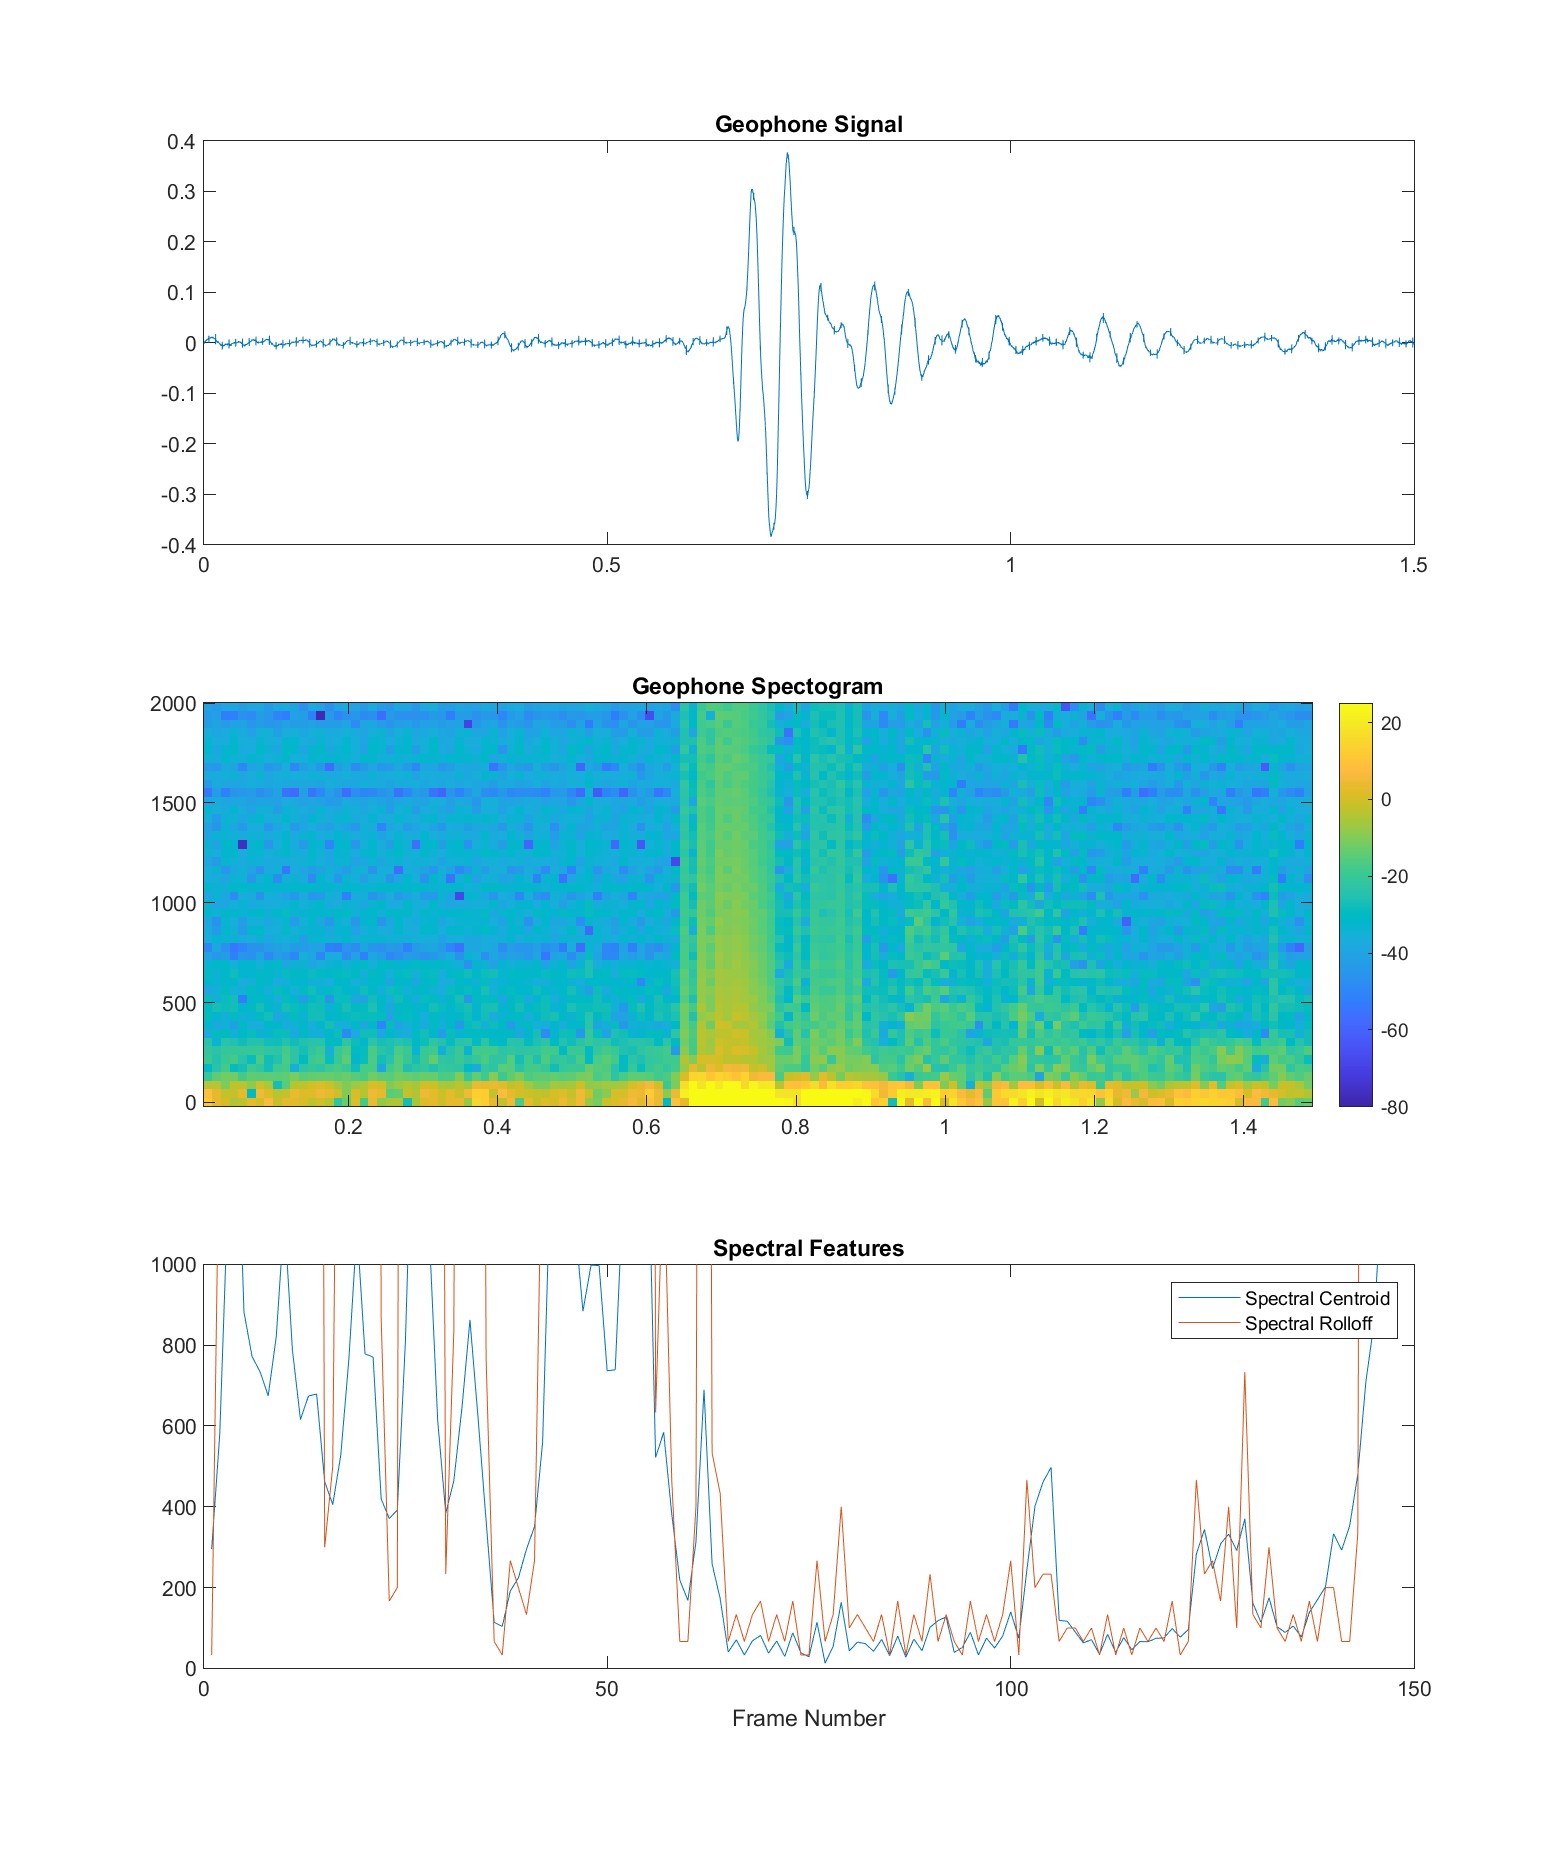 Geophone Signal
0.4
0.3
0.2
0.1
0
-0.1
-0.2
-0.3
-0.4
0 0.5 1 1.5
Geophone Spectogram
2000
1500
1000
500
0
0.2 0.4 0.6 0.8 1 1.2 1.4
20
0
-20
-40
-60
-80
Spectral Features
1000
800
600
400
200
0
Spectral Centroid
Spectral Rolloff
0 50 100 150
Frame Number